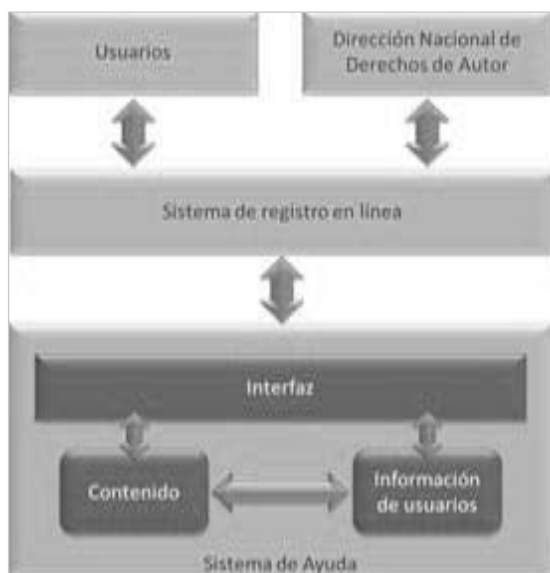 Usuarios
Dirección Nacional de
Derechos de Autor
Sistema de registro en línea
Interfaz
Contenido
Información
de usuarios
Sistema de Ayuda